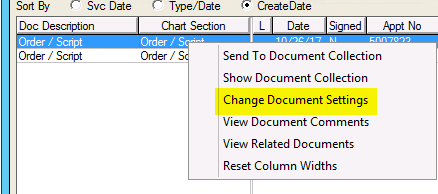 Sort By Svc Date Type/Date CreateDate
Doc Description Chart Section L Date Signed Appt No
Order / Script Order / Script 10/26/17 N 5007823
Order / Script Order / Script
Send To Document Collection
Show Document Collection
Change Document Settings
View Document Comments
View Related Documents
Reset Column Widths